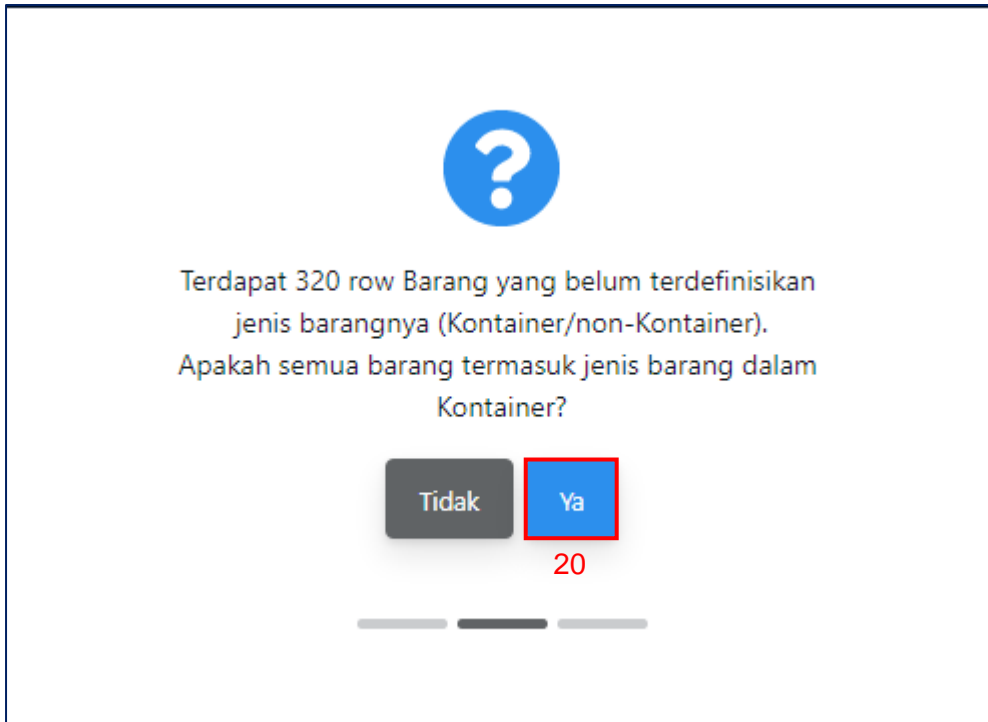 ?
Terdapat 320 row Barang yang belum terdefinisikan
jenis barangnya (Kontainer/non-Kontainer).
Apakah semua barang termasuk jenis barang dalam
Kontainer?
Tidak Ya
20